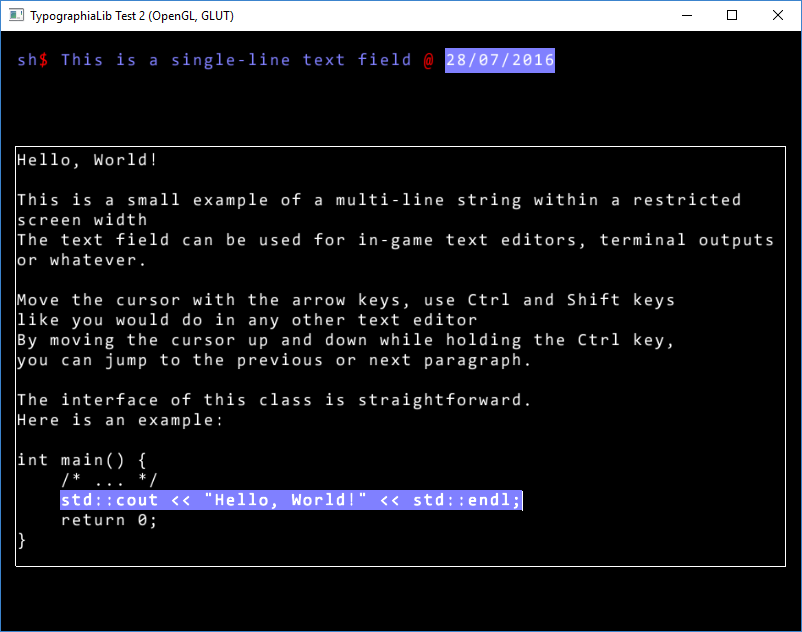 TypographiaLib Test 2 (OpenGL, GLUT)
sh$ This is a single-line text field @ 28/07/2016
Hello, World!
This is a small example of a multi-line string within a restricted
screen width
The text field can be used for in-game text editors, terminal outputs
or whatever.
Move the cursor with the arrow keys, use Ctrl and Shift keys
like you would do in any other text editor
By moving the cursor up and down while holding the Ctrl key,
you can jump to the previous or next paragraph.
The interface of this class is straightforward.
Here is an example:
int main() {
    /* ... */
    std::cout << "Hello, World!" << std::endl;
    return 0;
}